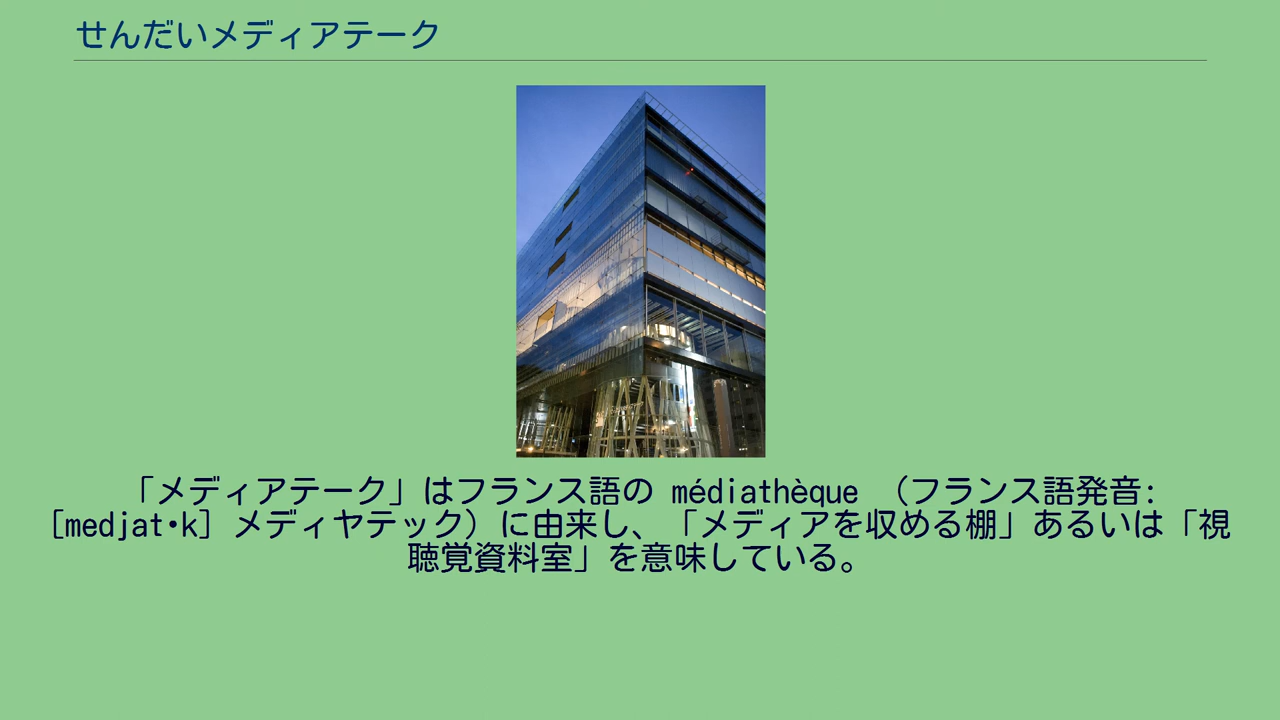 せんだいメディアテーク
「メディアテーク」はフランス語の médiathèque （フランス語発音:
[medjat・k] メディヤテック）に由来し、「メディアを収める棚」あるいは「視
聴覚資料室」を意味している。